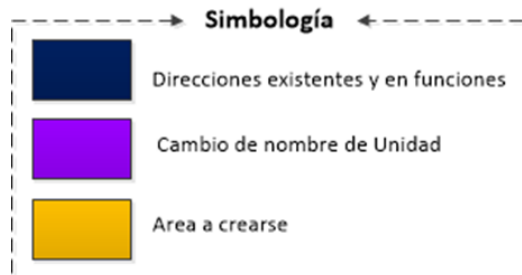 Simbología
Direcciones existentes y en funciones
Cambio de nombre de Unidad
Area a crearse